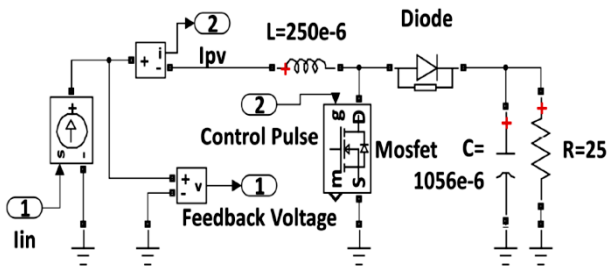 2
Diode
L=250e-6
i
+
-
Ipv
+
2
g
D
+
+
+
s
-
Control Pulse
Mosfet
C=
1056e-6
R=25
m
S
+
-
v
1
1
Feedback Voltage
Iin